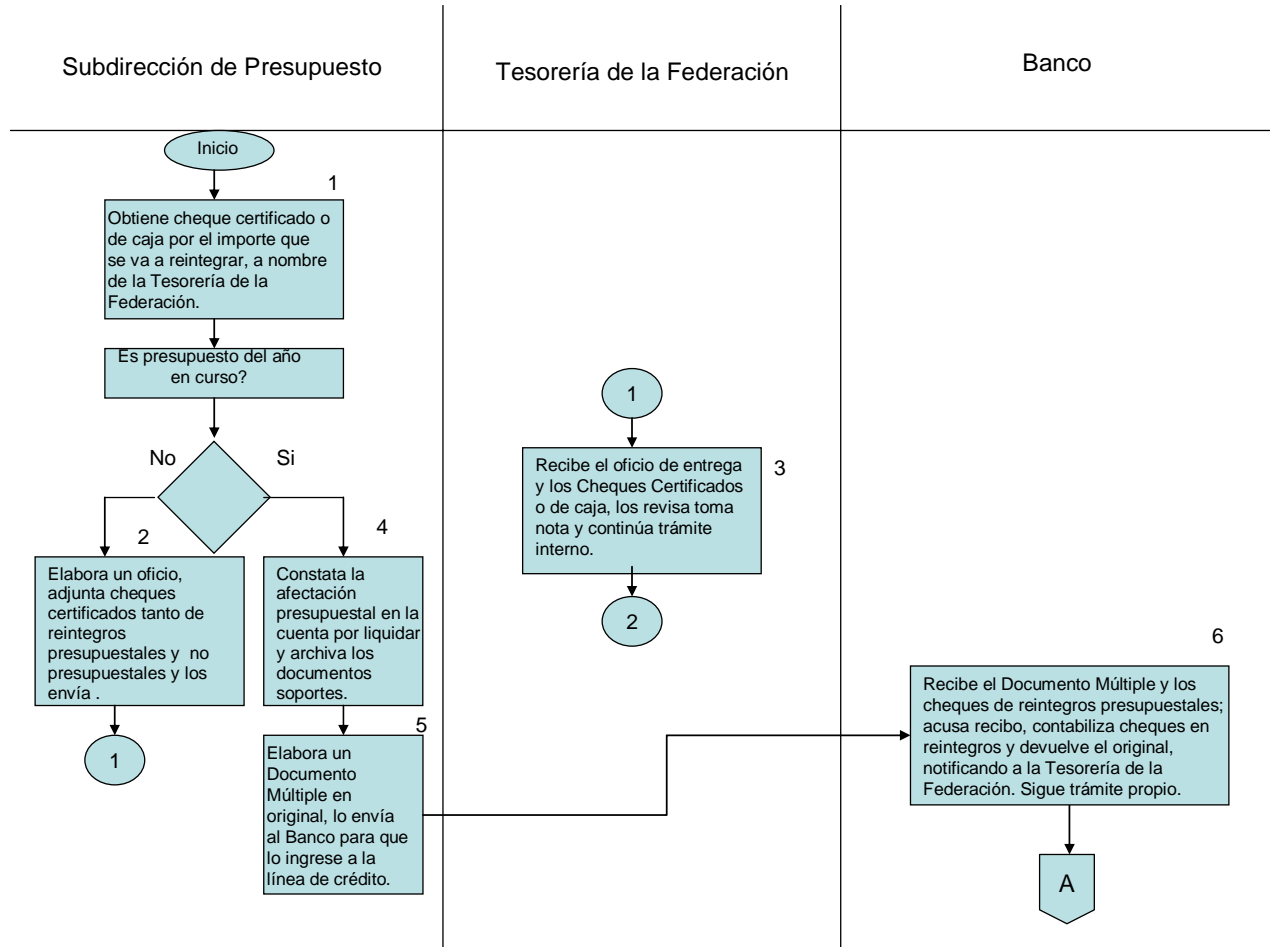 Subdirección de Presupuesto
Tesorería de la Federación
Banco
Inicio
1
Obtiene cheque certificado o
de caja por el importe que
se va a reintegrar, a nombre
de la Tesorería de la
Federación.
Es presupuesto del año
en curso?
No
Si
2
Elabora un oficio,
adjunta cheques
certificados tanto de
reintegros
presupuestales y no
presupuestales y los
envía .
1
4
Constata la
afectación
presupuestal en la
cuenta por liquidar
y archiva los
documentos
soportes.
5
Elabora un
Documento
Múltiple en
original, lo envía
al Banco para que
lo ingrese a la
línea de crédito.
1
3
Recibe el oficio de entrega
y los Cheques Certificados
o de caja, los revisa toma
nota y continúa trámite
interno.
2
6
Recibe el Documento Múltiple y los
cheques de reintegros presupuestales;
acusa recibo, contabiliza cheques en
reintegros y devuelve el original,
notificando a la Tesorería de la
Federación. Sigue trámite propio.
A